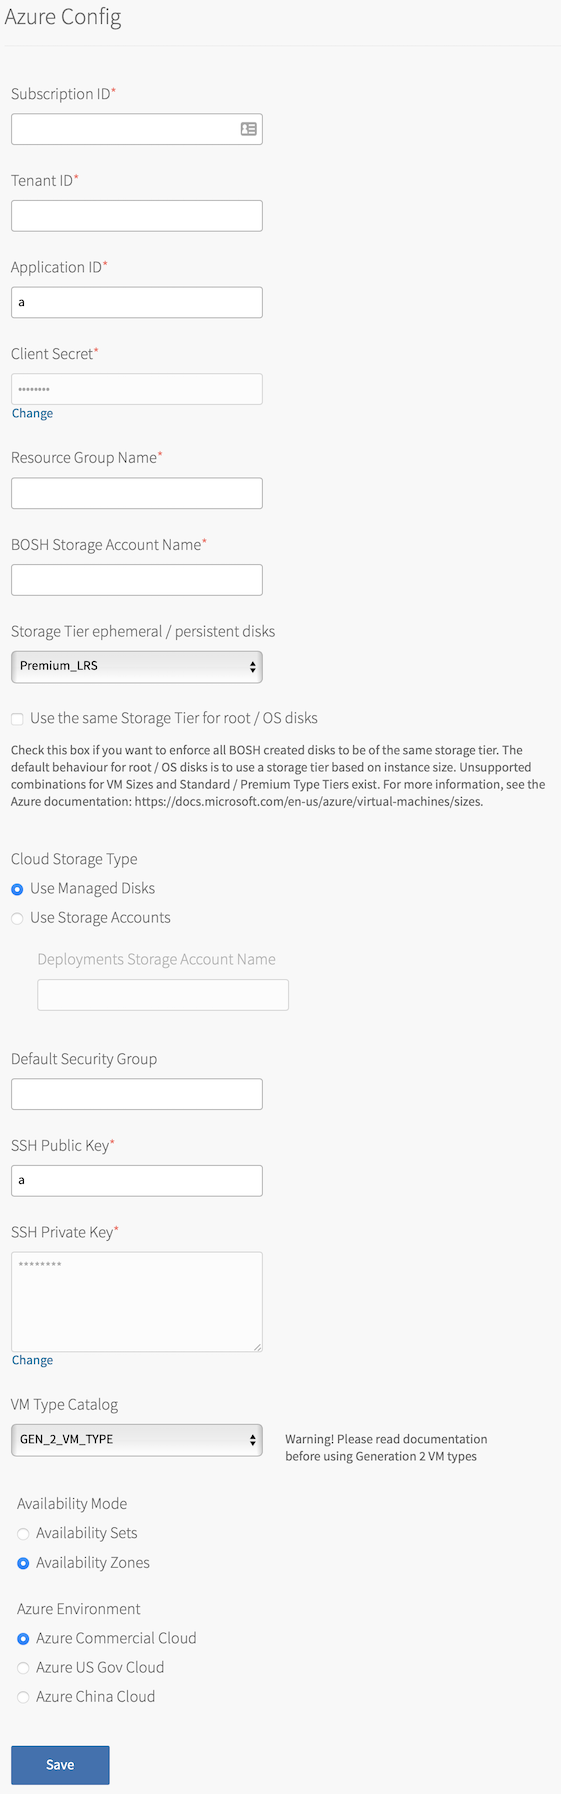 Azure Config
Subscription ID*
Tenant ID*
Application ID*
a
Client Secret*
••••••••
Change
Resource Group Name*
BOSH Storage Account Name*
Storage Tier ephemeral / persistent disks
Premium_LRS
Use the same Storage Tier for root / OS disks
Check this box if you want to enforce all BOSH created disks to be of the same storage tier. The
default behaviour for root / OS disks is to use a storage tier based on instance size. Unsupported
combinations for VM Sizes and Standard / Premium Type Tiers exist. For more information, see the
Azure documentation: https://docs.microsoft.com/en-us/azure/virtual-machines/sizes.
Cloud Storage Type
Use Managed Disks
Use Storage Accounts
Deployments Storage Account Name
Default Security Group
SSH Public Key*
a
SSH Private Key*
********
Change
VM Type Catalog
GEN_2_VM_TYPE
Warning! Please read documentation
before using Generation 2 VM types
Availability Mode
Availability Sets
Availability Zones
Azure Environment
Azure Commercial Cloud
Azure US Gov Cloud
Azure China Cloud
Save